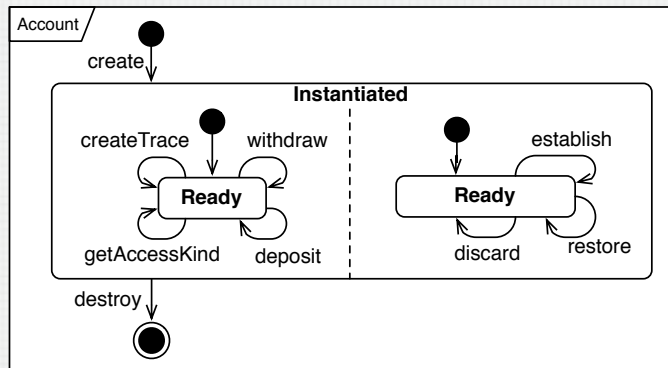 Account
create
Instantiated
createTrace
withdraw
Ready
getAccessKind
deposit
establish
Ready
discard
restore
destroy